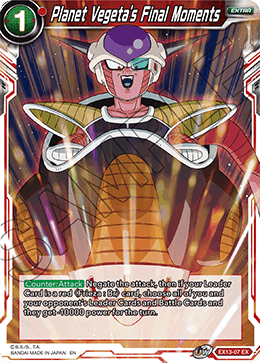 1
Planet Vegeta's Final Moments
EXTRA
Counter:Attack Negate the attack, then if your Leader
Card is a red ‹Frieza : Br› card, choose all of you and
your opponent's Leader Cards and Battle Cards and
they get -10000 power for the turn.
©B.S./S., T.A.
BANDAI MADE IN JAPAN EN
EX13-07 EX